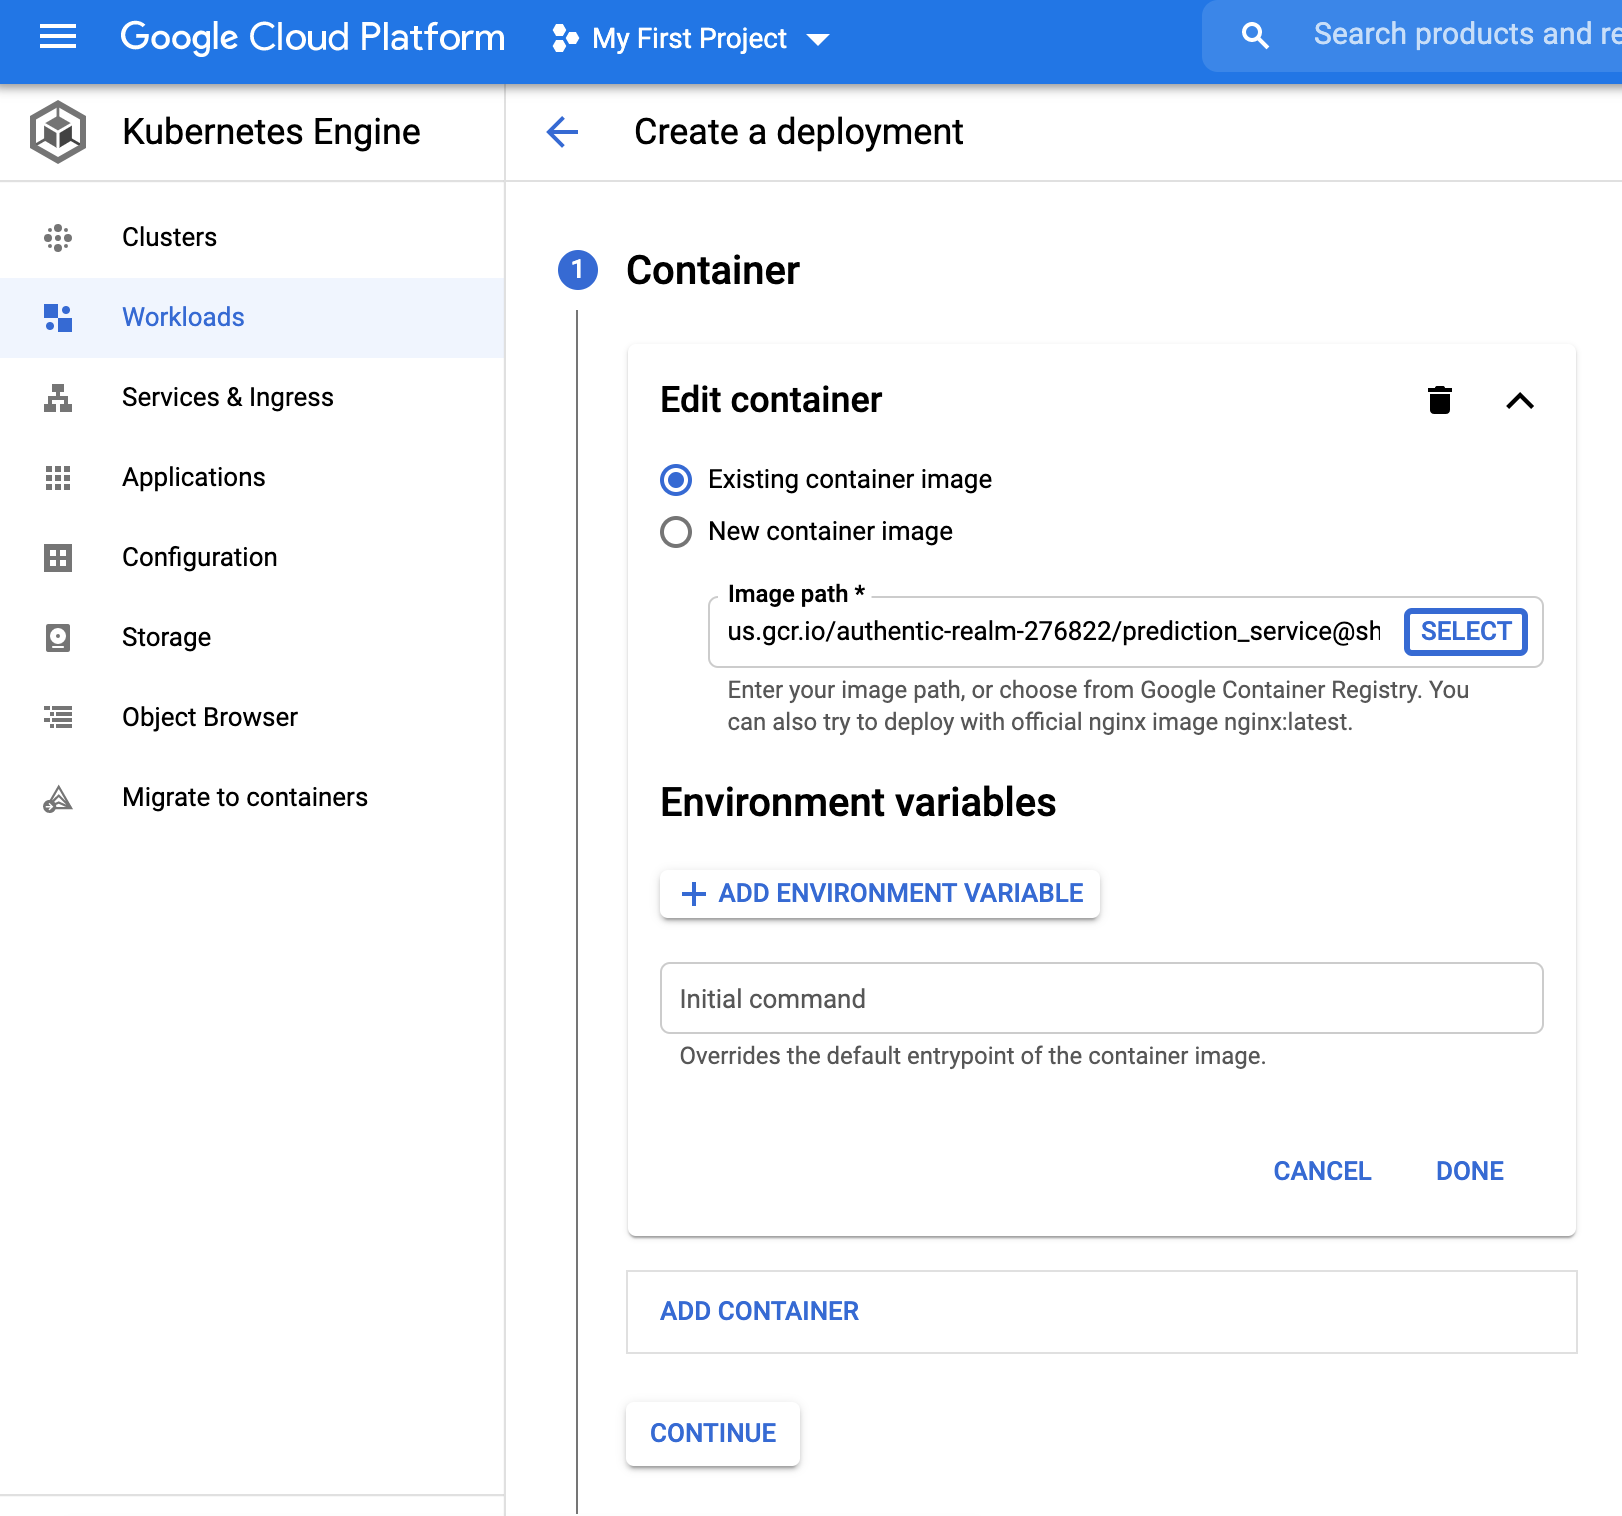 Google Cloud Platform
My First Project
Search products and re
Kubernetes Engine
Create a deployment
Clusters
Workloads
Services & Ingress
Applications
Configuration
Storage
Object Browser
Migrate to containers
1
Container
Edit container
Existing container image
New container image
Image path *
us.gcr.io/authentic-realm-276822/prediction_service@sh
SELECT
Enter your image path, or choose from Google Container Registry. You
can also try to deploy with official nginx image nginx:latest.
Environment variables
+ ADD ENVIRONMENT VARIABLE
Initial command
Overrides the default entrypoint of the container image.
CANCEL
DONE
ADD CONTAINER
CONTINUE